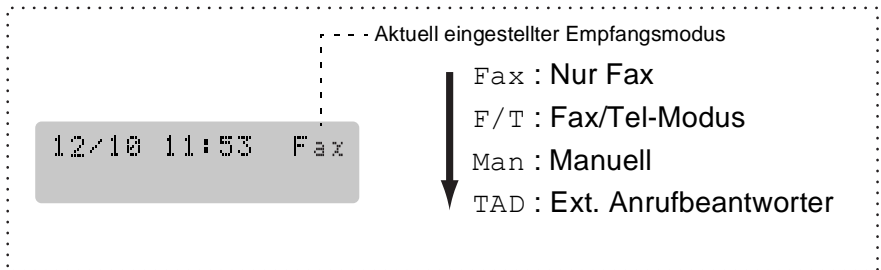 Aktuell eingestellter Empfangsmodus
Fax : Nur Fax
F/T : Fax/Tel-Modus
Man : Manuell
TAD : Ext. Anrufbeantworter
12/10 11:53 Fax